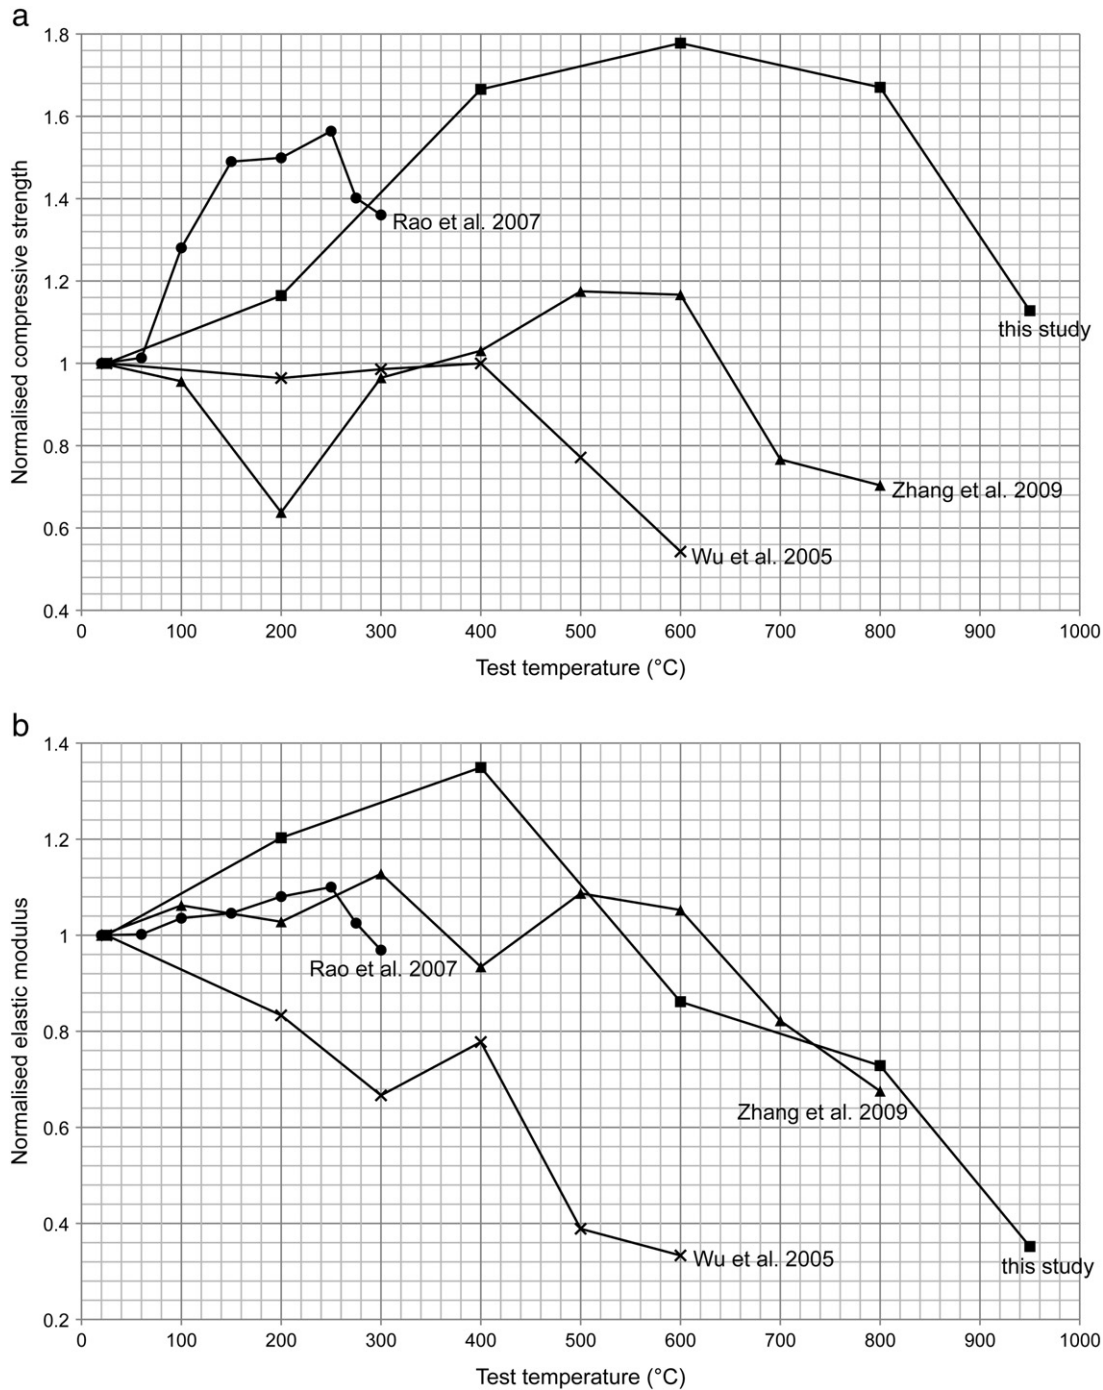 a
Normalised compressive strength
1.8
1.6
1.4
1.2
1
0.8
0.6
0.4
Rao et al. 2007
this study
Zhang et al. 2009
Wu et al. 2005
0 100 200 300 400 500 600 700 800 900 1000
Test temperature (°C)
b
Normalised elastic modulus
1.4
1.2
1
0.8
0.6
0.4
0.2
Rao et al. 2007
Zhang et al. 2009
Wu et al. 2005
this study
0 100 200 300 400 500 600 700 800 900 1000
Test temperature (°C)